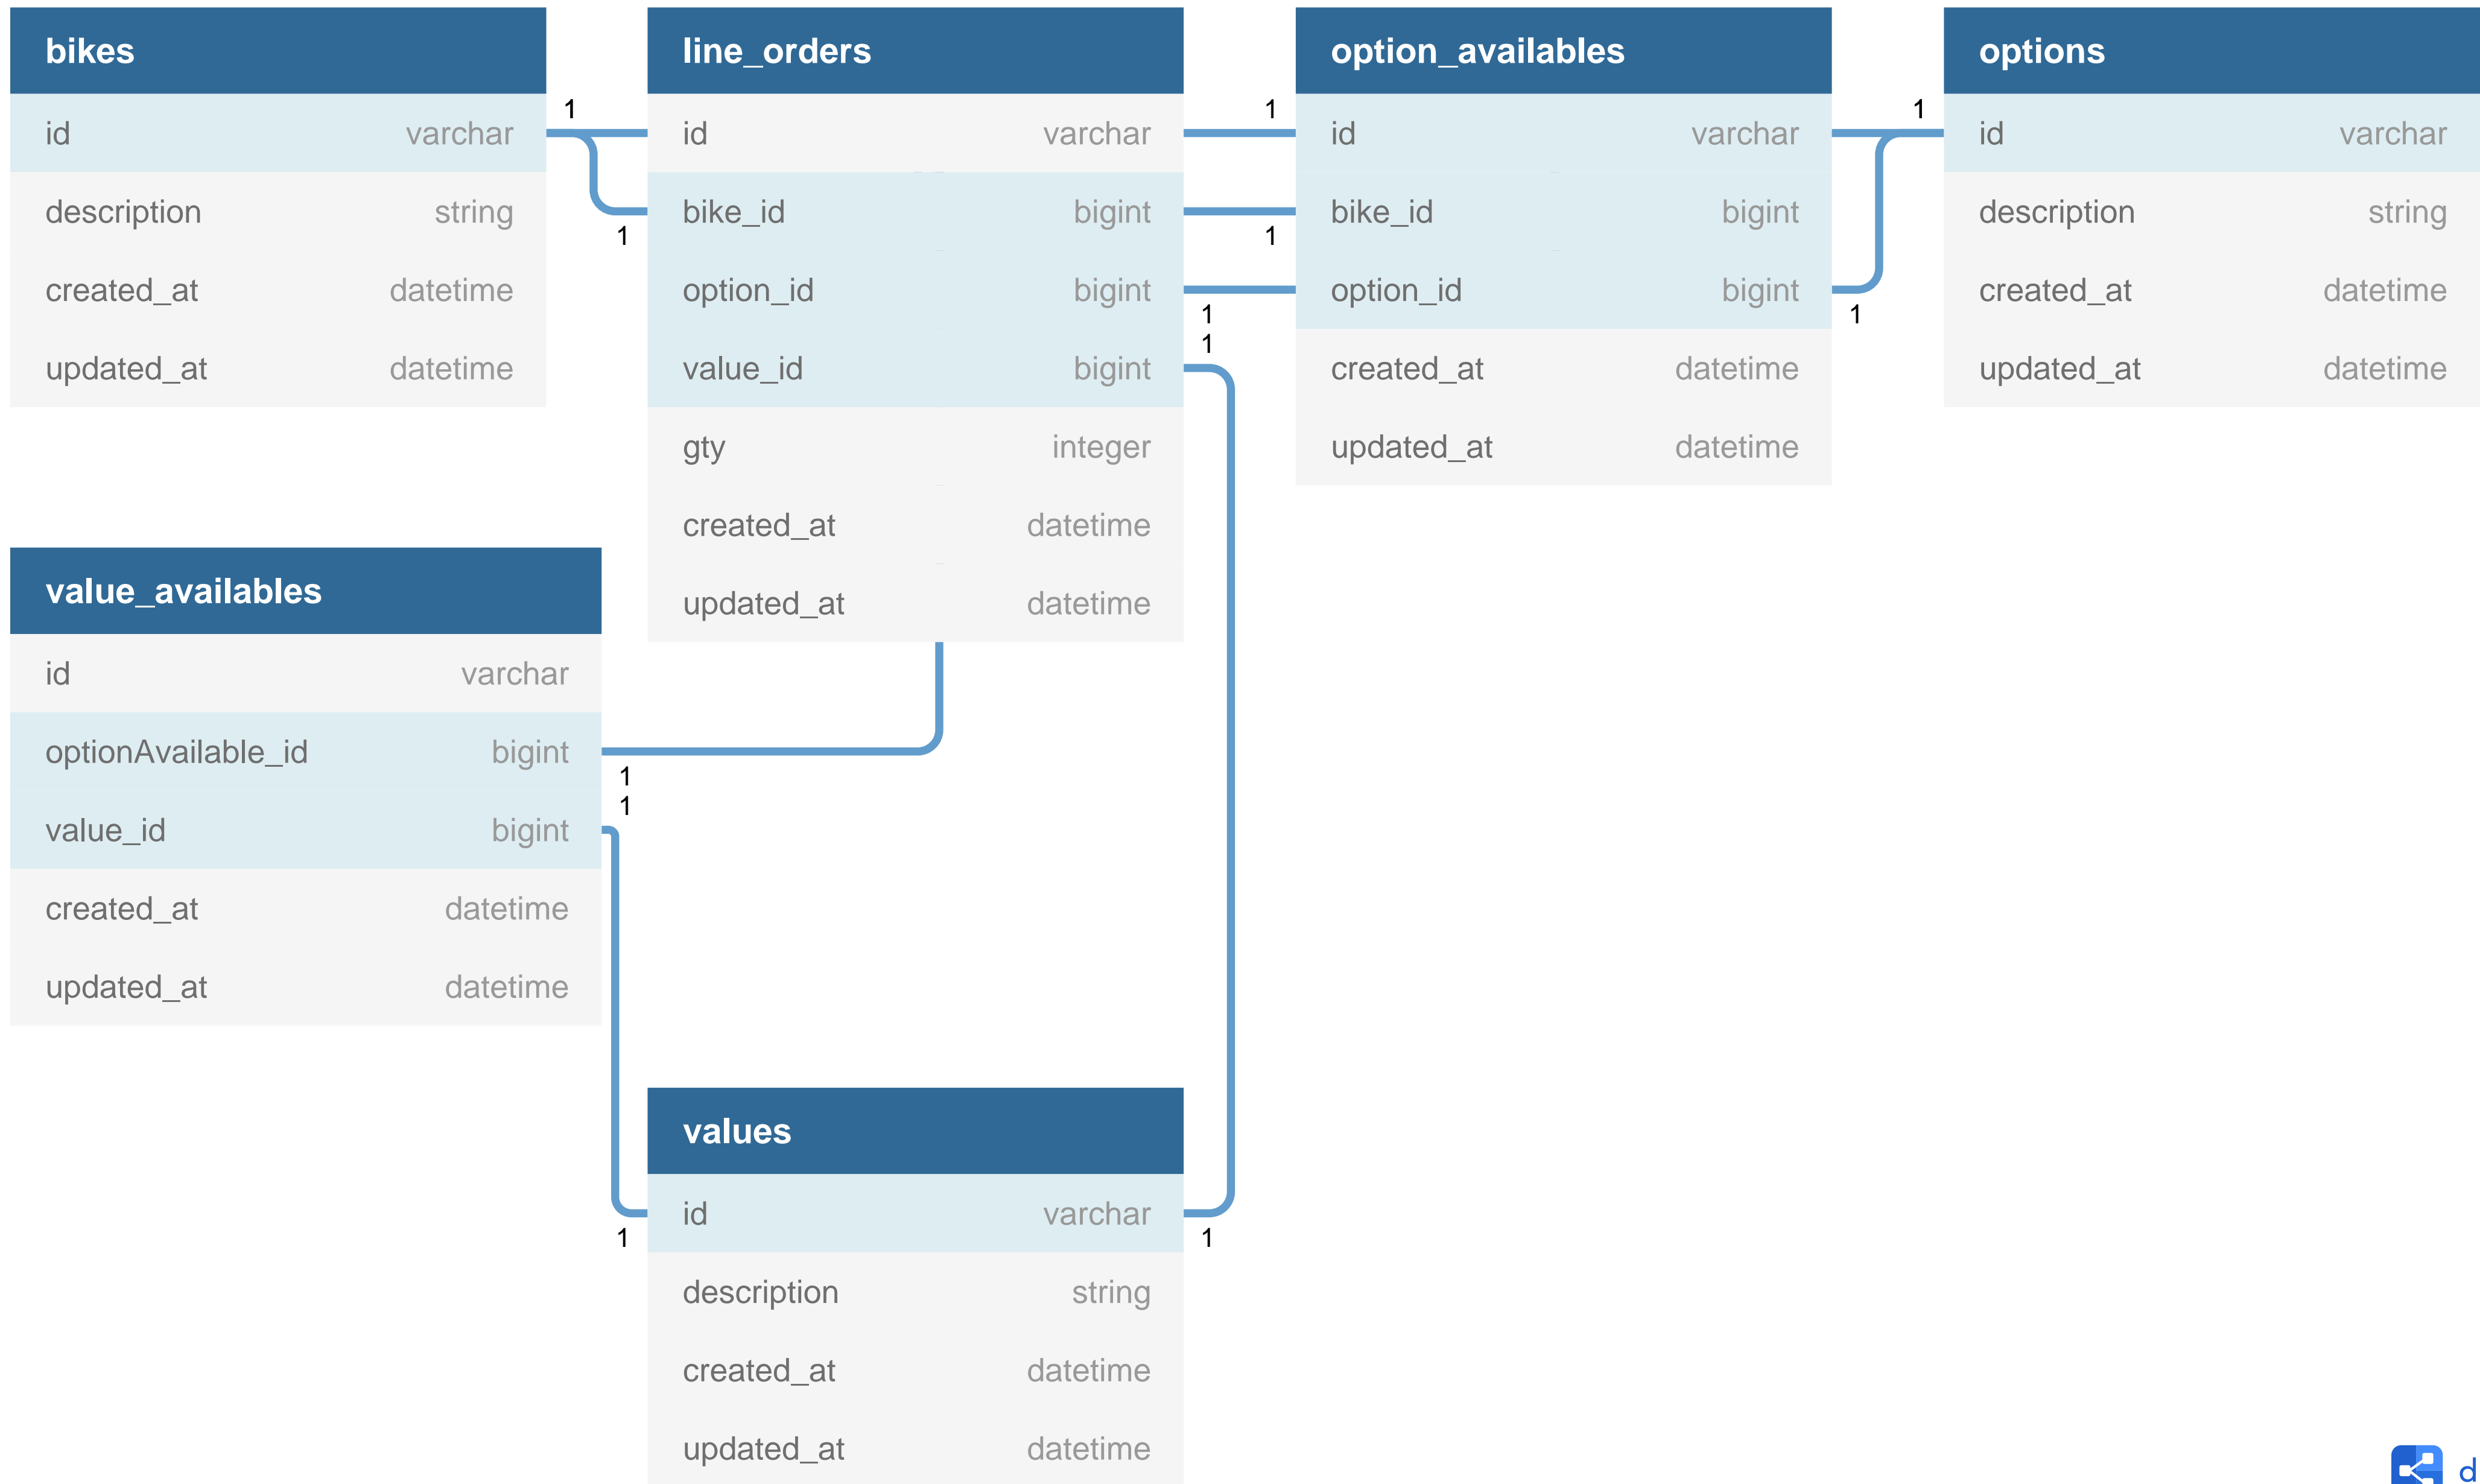 bikes
id varchar
description string
created_at datetime
updated_at datetime
1
1
line_orders
id varchar
bike_id bigint
option_id bigint
value_id bigint
gty integer
created_at datetime
updated_at datetime
1
1
1
1
option_availables
id varchar
bike_id bigint
option_id bigint
created_at datetime
updated_at datetime
1
1
options
id varchar
description string
created_at datetime
updated_at datetime
value_availables
id varchar
optionAvailable_id bigint
value_id bigint
created_at datetime
updated_at datetime
1
1
values
id varchar
description string
created_at datetime
updated_at datetime
1
1
d